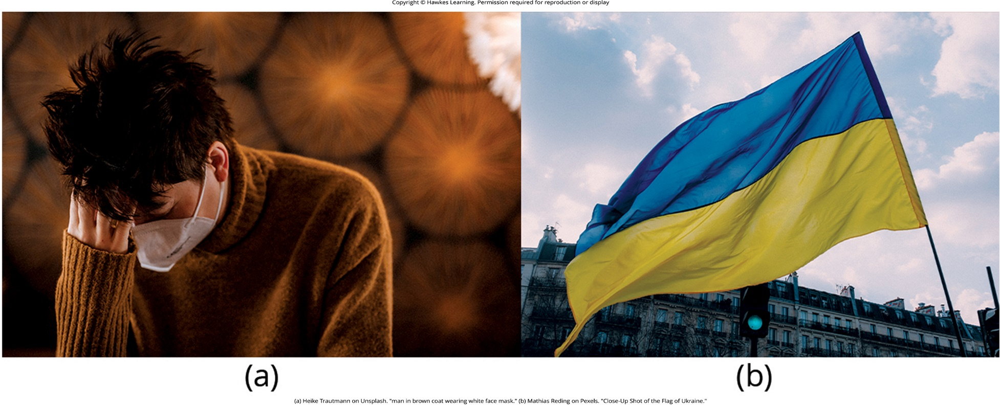 Copyright © Hawkes Learning. Permission required for reproduction or display
(a)
(b)
(a) Heike Trautmann on Unsplash. "man in brown coat wearing white face mask." (b) Mathias Reding on Pexels. "Close-Up Shot of the Flag of Ukraine."